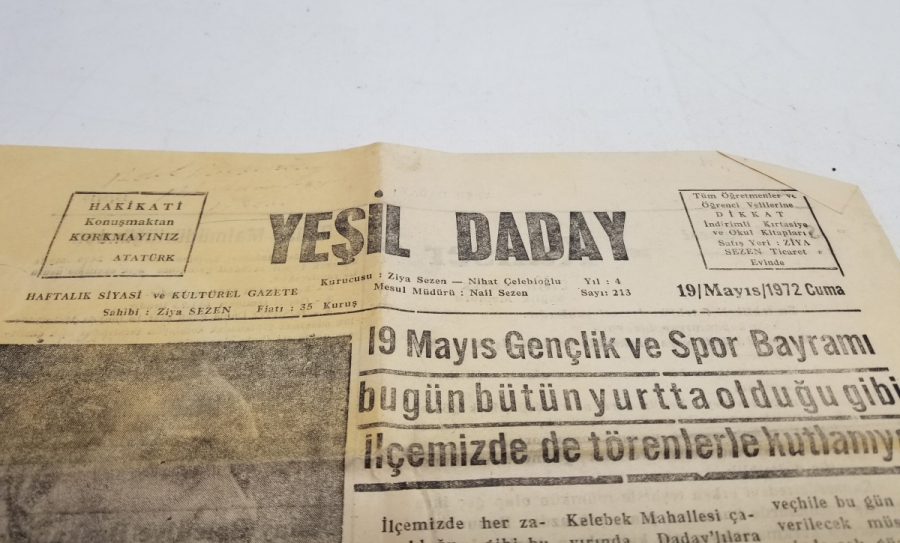 HAKİKATİ
Konuşmaktan
KORKMAYINIZ
ATATÜRK
YEŞİL DADAY
Tüm Öğretmenler ve
Öğrenci Velilerine
DİKKAT
İndirimli Kırtasiye
ve Okul Kitapları
Satış Yeri : ZİYA
SEZEN Ticaret
Evinde
HAFTALIK SİYASİ ve KÜLTÜREL GAZETE
Sahibi : Ziya SEZEN Fiatı : 35 Kuruş
Kurucusu : Ziya Sezen — Nihat Çelebioğlu Yıl : 4
Mesul Müdürü : Nail Sezen Sayı: 213
19/Mayıs/1972 Cuma
19 Mayıs Gençlik ve Spor Bayramı
bugün bütün yurtta olduğu gibi
ilçemizde de törenlerle kutlanıy
İlçemizde her za-
Kelebek Mahallesi ça-
yırında Daday'lılara
veçhile bu gün
verilecek müs